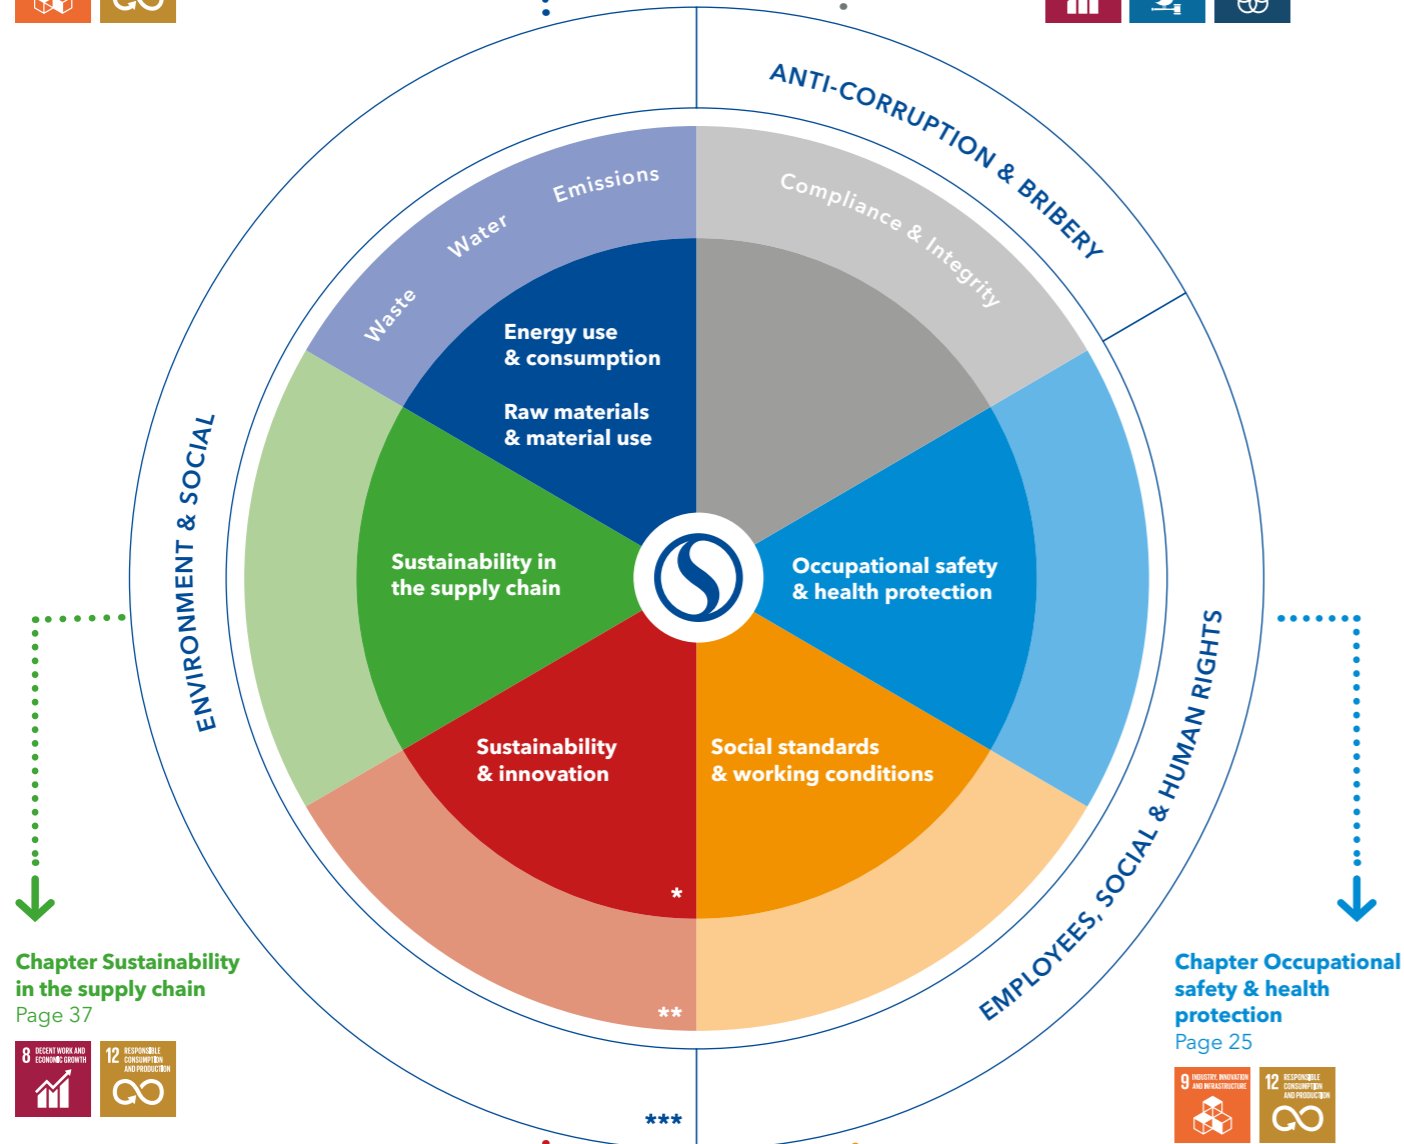 ANTI-CORRUPTION & BRIBERY
Compliance & Integrity
Emissions
Water
Waste
Energy use
& consumption
Raw materials
& material use
ENVIRONMENT & SOCIAL
Sustainability in
the supply chain
Occupational safety
& health protection
EMPLOYEES, SOCIAL & HUMAN RIGHTS
Sustainability
& innovation
Social standards
& working conditions
*
**
***
Chapter Sustainability
in the supply chain
Page 37
8 DECENT WORK AND
ECONOMIC GROWTH
12 RESPONSIBLE
CONSUMPTION
AND PRODUCTION
Chapter Occupational
safety & health
protection
Page 25
9 INDUSTRY, INNOVATION
AND INFRASTRUCTURE
12 RESPONSIBLE
CONSUMPTION
AND PRODUCTION